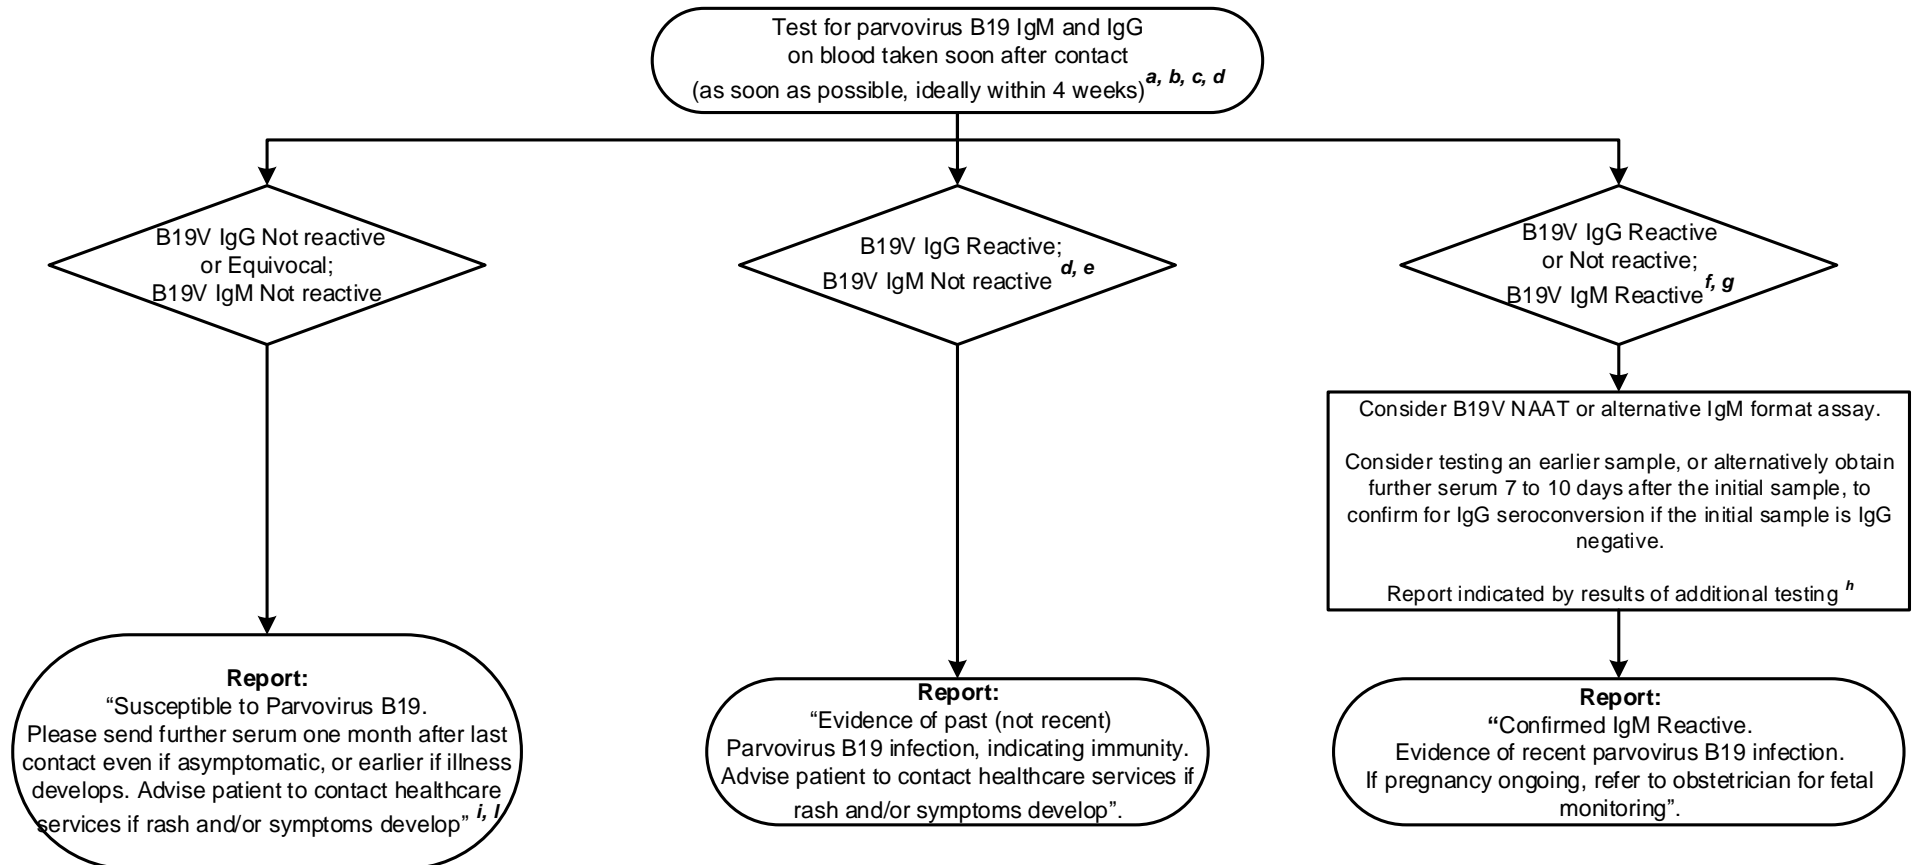 Test for parvovirus B19 IgM and IgG
on blood taken soon after contact
(as soon as possible, ideally within 4 weeks) a, b, c, d
B19V IgG Not reactive
or Equivocal;
B19V IgM Not reactive
B19V IgG Reactive;
B19V IgM Not reactive d, e
B19V IgG Reactive
or Not reactive;
B19V IgM Reactive f, g
Consider B19V NAAT or alternative IgM format assay.
Consider testing an earlier sample, or alternatively obtain
further serum 7 to 10 days after the initial sample, to
confirm for IgG seroconversion if the initial sample is IgG
negative.
Report indicated by results of additional testing h
Report:
“Susceptible to Parvovirus B19.
Please send further serum one month after last
contact even if asymptomatic, or earlier if illness
develops. Advise patient to contact healthcare
services if rash and/or symptoms develop” i, l
Report:
“Evidence of past (not recent)
Parvovirus B19 infection, indicating immunity.
Advise patient to contact healthcare services if
rash and/or symptoms develop”.
Report:
“Confirmed IgM Reactive.
Evidence of recent parvovirus B19 infection.
If pregnancy ongoing, refer to obstetrician for fetal
monitoring”.